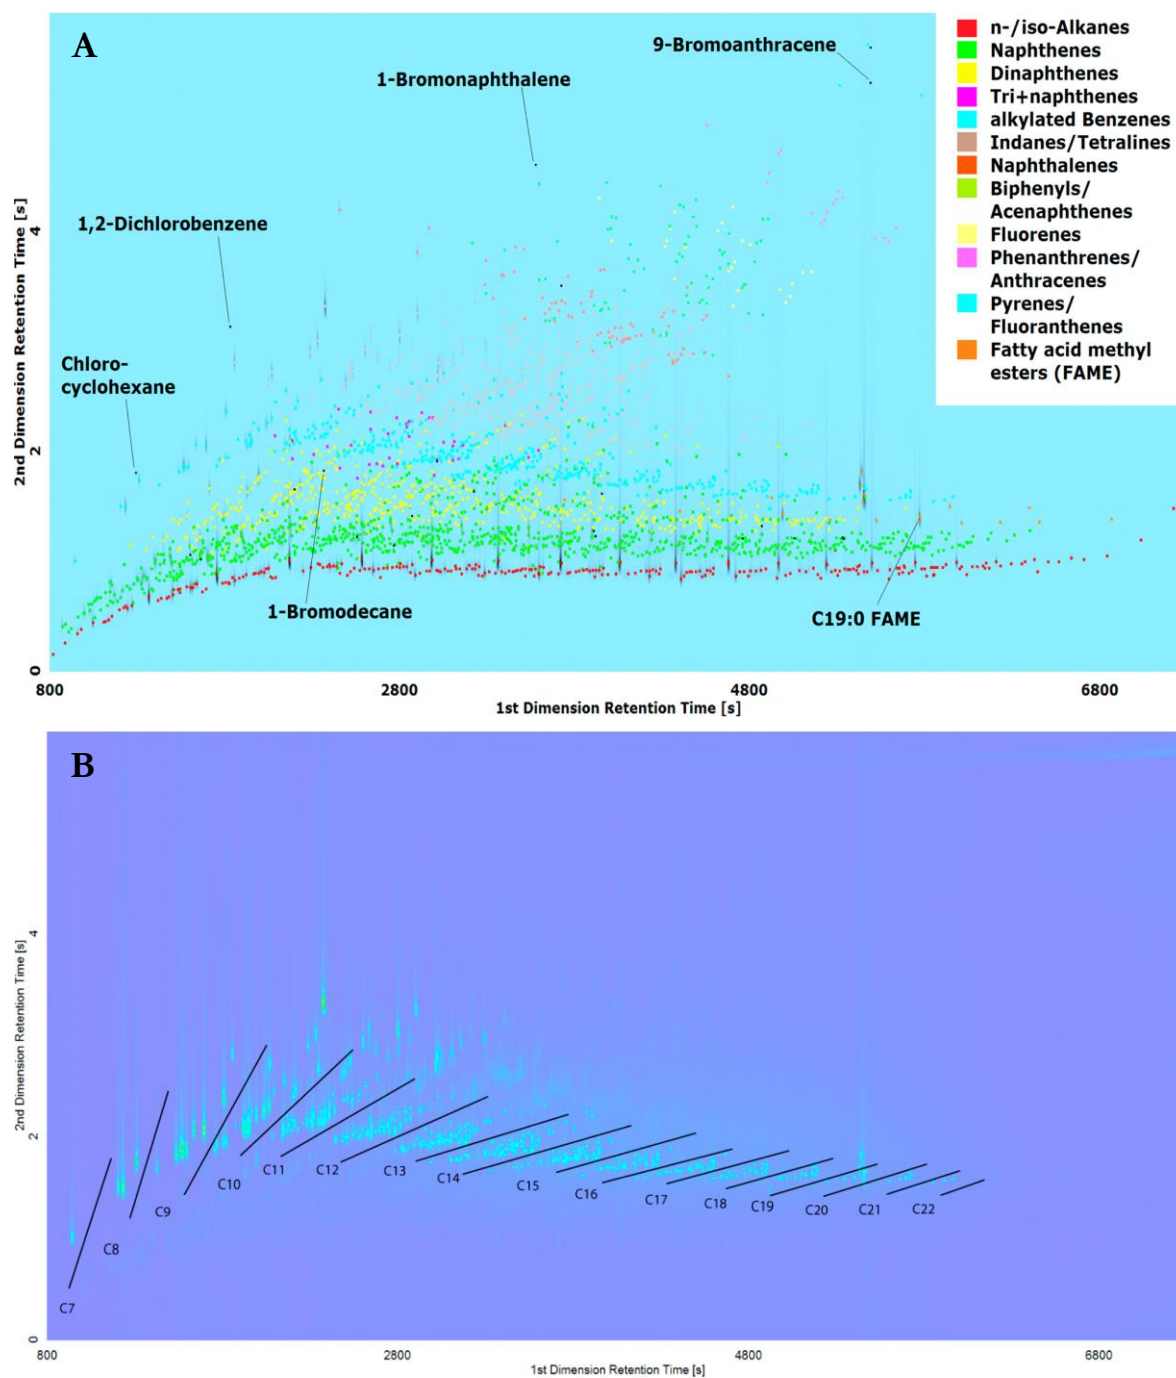 A
9-Bromoanthracene
1-Bromonaphthalene
1,2-Dichlorobenzene
Chloro-
cyclohexane
1-Bromodecane
C19:0 FAME
n-/iso-Alkanes
Naphthenes
Dinaphthenes
Tri+naphthenes
alkylated Benzenes
Indanes/Tetralines
Naphthalenes
Biphenyls/
Acenaphthenes
Fluorenes
Phenanthrenes/
Anthracenes
Pyrenes/
Fluoranthenes
Fatty acid methyl
esters (FAME)
2nd Dimension Retention Time [s]
4
2
0
800 2800 4800 6800
1st Dimension Retention Time [s]
B
2nd Dimension Retention Time [s]
4
2
0
C7
C8
C9
C10
C11
C12
C13
C14
C15
C16
C17
C18
C19
C20
C21
C22
800 2800 4800 6800
1st Dimension Retention Time [s]